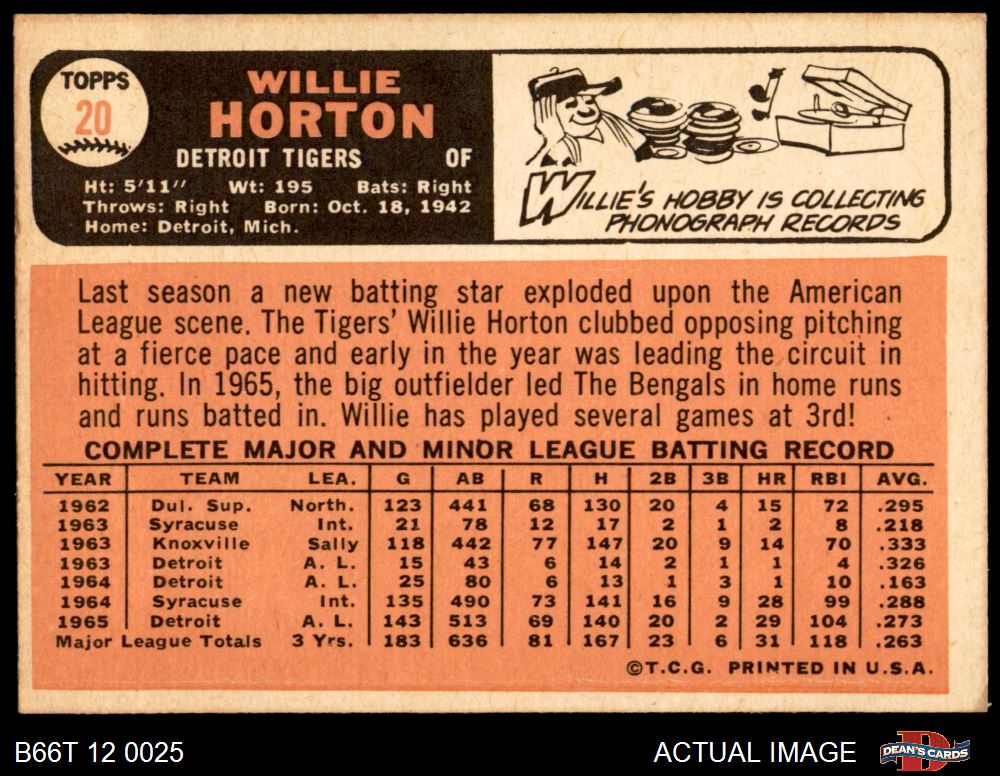 TOPPS
20
WILLIE
HORTON
DETROIT TIGERS OF
Ht: 5'11" Wt: 195 Bats: Right
Throws: Right Born: Oct. 18, 1942
Home: Detroit, Mich.
WILLIE'S HOBBY IS COLLECTING
PHONOGRAPH RECORDS
Last season a new batting star exploded upon the American
League scene. The Tigers' Willie Horton clubbed opposing pitching
at a fierce pace and early in the year was leading the circuit in
hitting. In 1965, the big outfielder led The Bengals in home runs
and runs batted in. Willie has played several games at 3rd!
COMPLETE MAJOR AND MINOR LEAGUE BATTING RECORD
YEAR TEAM LEA. G AB R H 2B 3B HR RBI AVG.
1962 Dul. Sup. North. 123 441 68 130 20 4 15 72 .295
1963 Syracuse Int. 21 78 12 17 2 1 2 8 .218
1963 Knoxville Sally 118 442 77 147 20 9 14 70 .333
1963 Detroit A. L. 15 43 6 14 2 1 1 4 .326
1964 Detroit A. L. 25 80 6 13 1 3 1 10 .163
1964 Syracuse Int. 135 490 73 141 16 9 28 99 .288
1965 Detroit A. L. 143 513 69 140 20 2 29 104 .273
Major League Totals 3 Yrs. 183 636 81 167 23 6 31 118 .263
©T.C.G. PRINTED IN U.S.A.
B66T 12 0025 ACTUAL IMAGE
D
DEAN'S CARDS